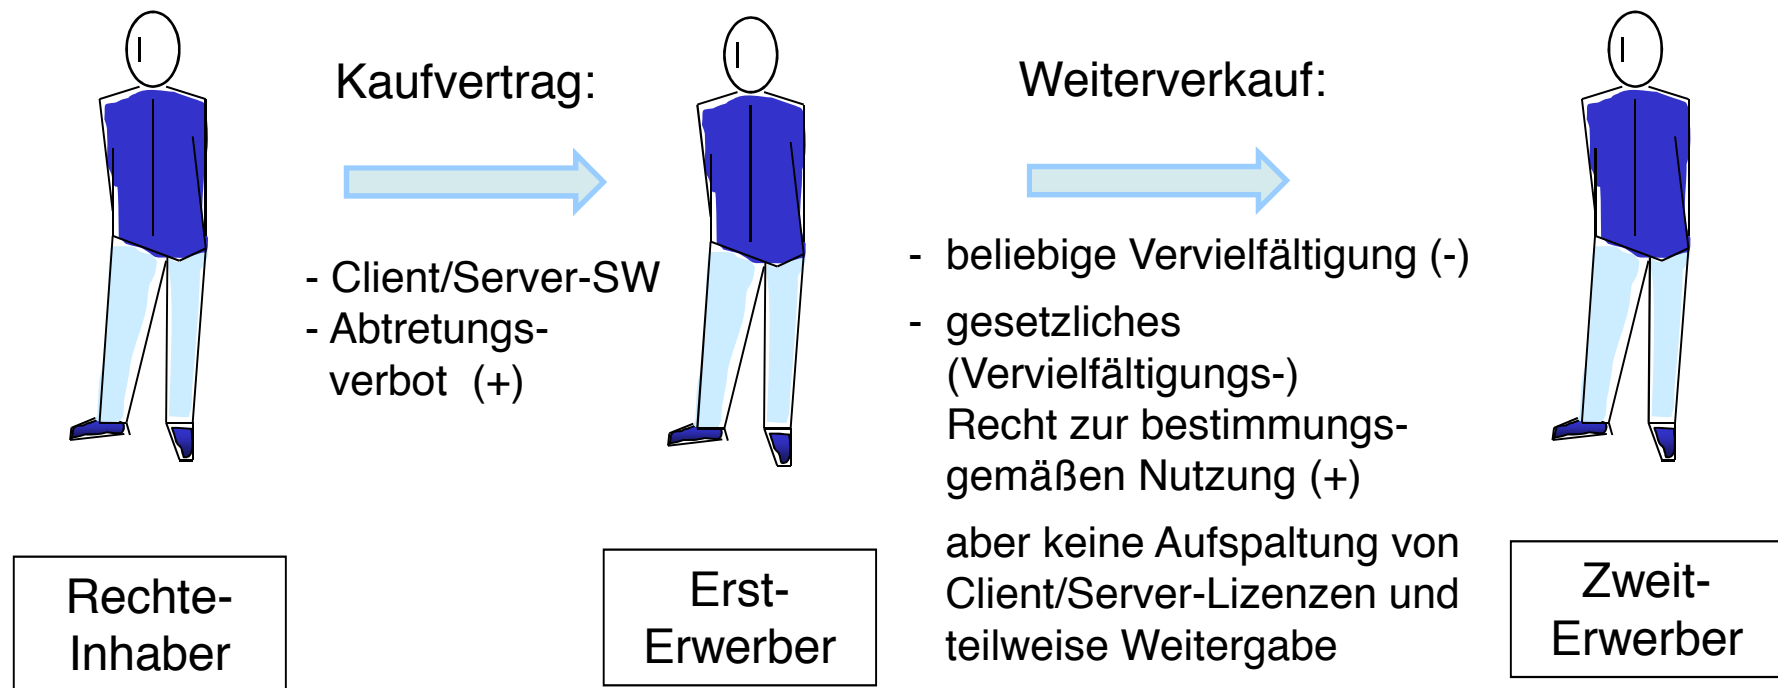 Kaufvertrag:
- Client/Server-SW
- Abtretungs-
verbot (+)
Weiterverkauf:
- beliebige Vervielfältigung (-)
- gesetzliches
(Vervielfältigungs-)
Recht zur bestimmungs-
gemäßen Nutzung (+)
aber keine Aufspaltung von
Client/Server-Lizenzen und
teilweise Weitergabe
Rechte-
Inhaber
Erst-
Erwerber
Zweit-
Erwerber